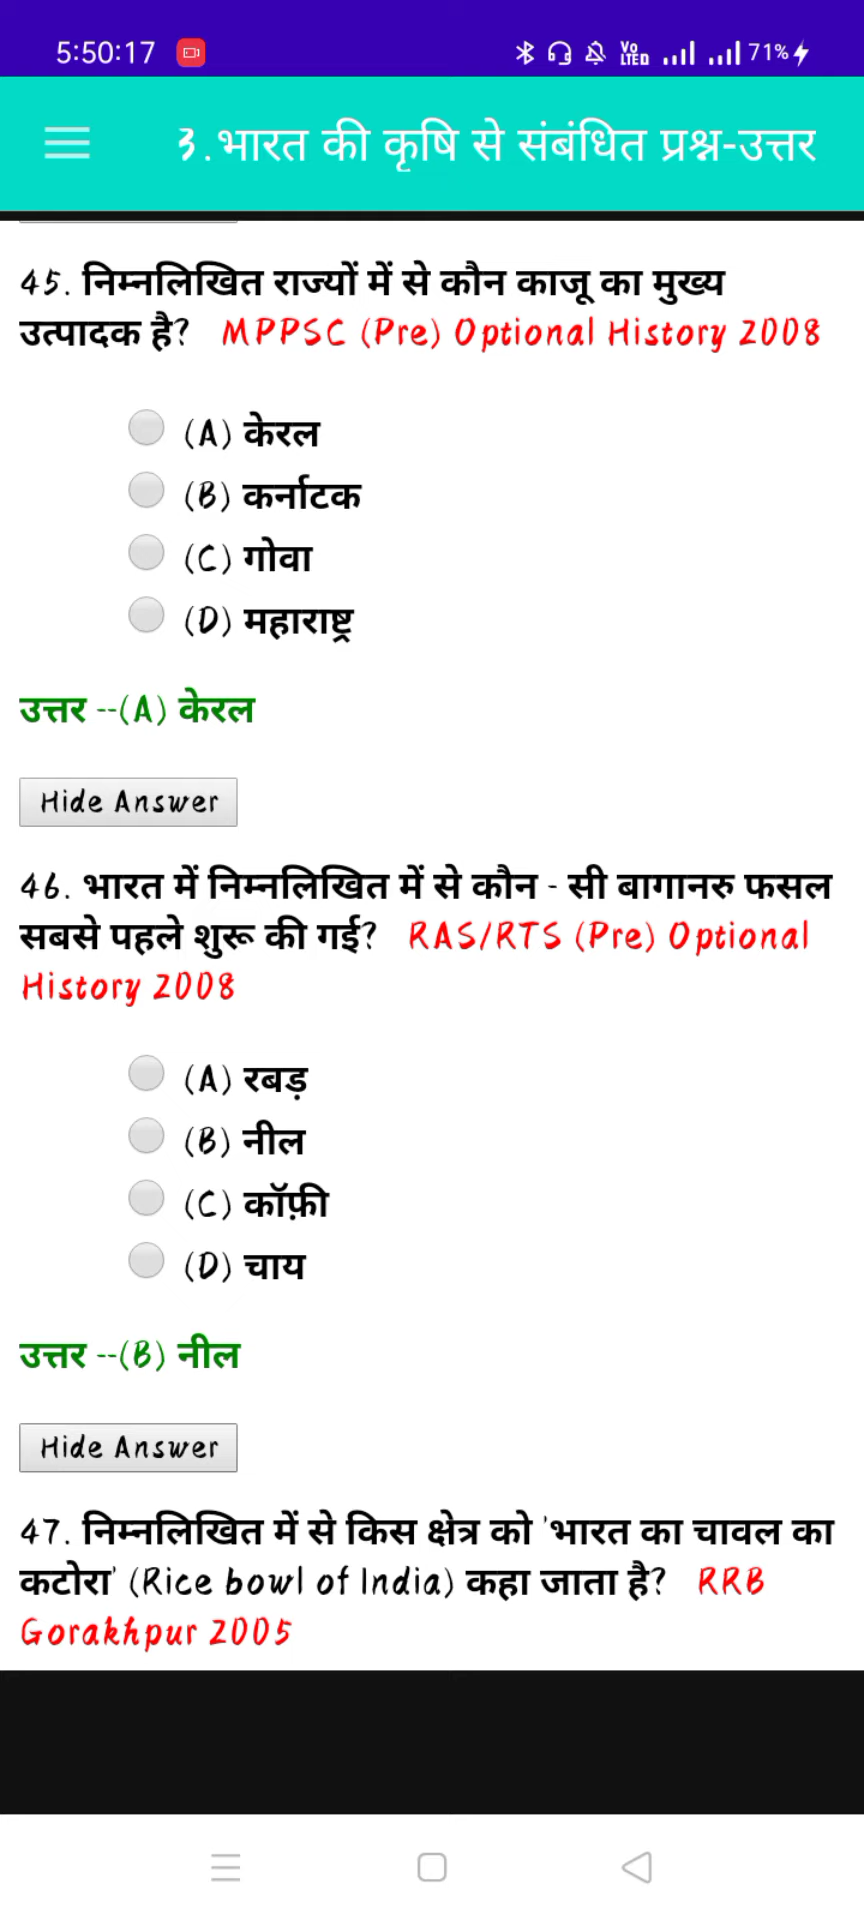 5:50:17
Vo LTED 71%
3.भारत की कृषि से संबंधित प्रश्न-उत्तर
45. निम्नलिखित राज्यों में से कौन काजू का मुख्य
उत्पादक है? MPPSC (Pre) Optional History 2008
(A) केरल
(B) कर्नाटक
(C) गोवा
(D) महाराष्ट्र
उत्तर --(A) केरल
Hide Answer
46. भारत में निम्नलिखित में से कौन - सी बागानरु फसल
सबसे पहले शुरू की गई? RAS/RTS (Pre) Optional
History 2008
(A) रबड़
(B) नील
(C) कॉफ़ी
(D) चाय
उत्तर --(B) नील
Hide Answer
47. निम्नलिखित में से किस क्षेत्र को 'भारत का चावल का
कटोरा' (Rice bowl of India) कहा जाता है? RRB
Gorakhpur 2005